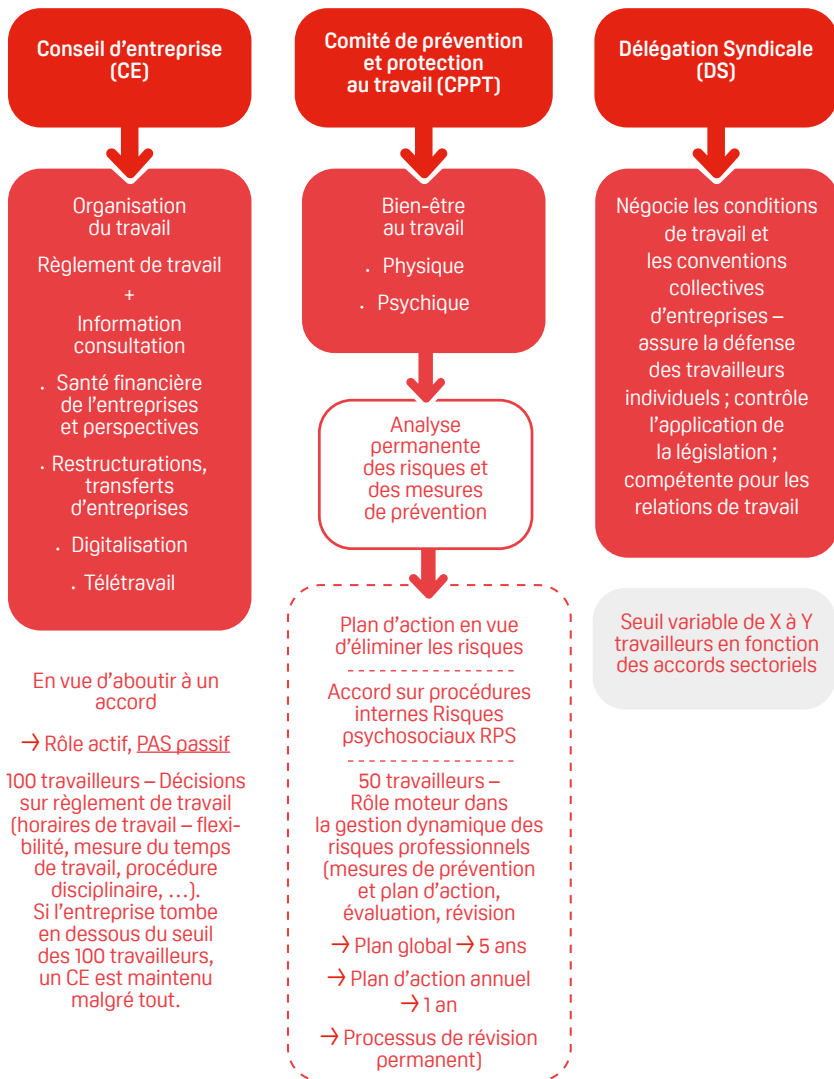 Conseil d'entreprise
(CE)
Organisation
du travail
Règlement de travail
+
Information
consultation
. Santé financière
de l'entreprises
et perspectives
. Restructurations,
transferts
d'entreprises
. Digitalisation
. Télétravail
En vue d'aboutir à un
accord
→ Rôle actif, PAS passif
100 travailleurs – Décisions
sur règlement de travail
(horaires de travail – flexi-
bilité, mesure du temps
de travail, procédure
disciplinaire, …).
Si l'entreprise tombe
en dessous du seuil
des 100 travailleurs,
un CE est maintenu
malgré tout.
Comité de prévention
et protection
au travail (CPPT)
Bien-être
au travail
. Physique
. Psychique
Analyse
permanente
des risques et
des mesures
de prévention
Plan d'action en vue
d'éliminer les risques
Accord sur procédures
internes Risques
psychosociaux RPS
50 travailleurs –
Rôle moteur dans
la gestion dynamique des
risques professionnels
(mesures de prévention
et plan d'action,
évaluation, révision
→ Plan global → 5 ans
→ Plan d'action annuel
→ 1 an
→ Processus de révision
permanent)
Délégation Syndicale
(DS)
Négocie les conditions
de travail et
les conventions
collectives
d'entreprises –
assure la défense
des travailleurs
individuels ; contrôle
l'application de
la législation ;
compétente pour les
relations de travail
Seuil variable de X à Y
travailleurs en fonction
des accords sectoriels